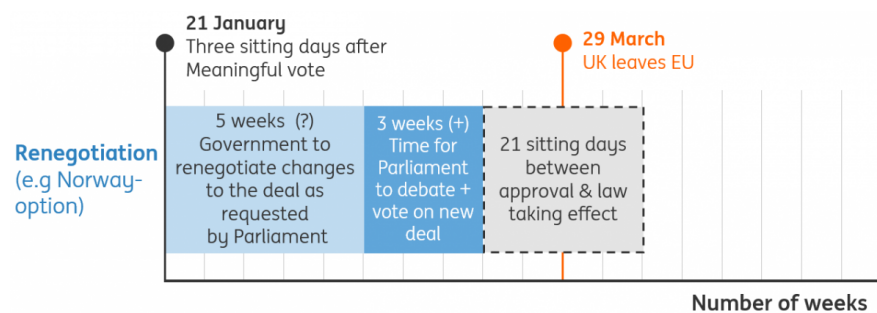 21 January
Three sitting days after
Meaningful vote
29 March
UK leaves EU
Renegotiation
(e.g Norway-
option)
5 weeks  (?)
Government to
renegotiate changes
to the deal as
requested
by Parliament
3 weeks (+)
Time for
Parliament
to debate +
vote on new
deal
21 sitting days
between
approval & law
taking effect
Number of weeks